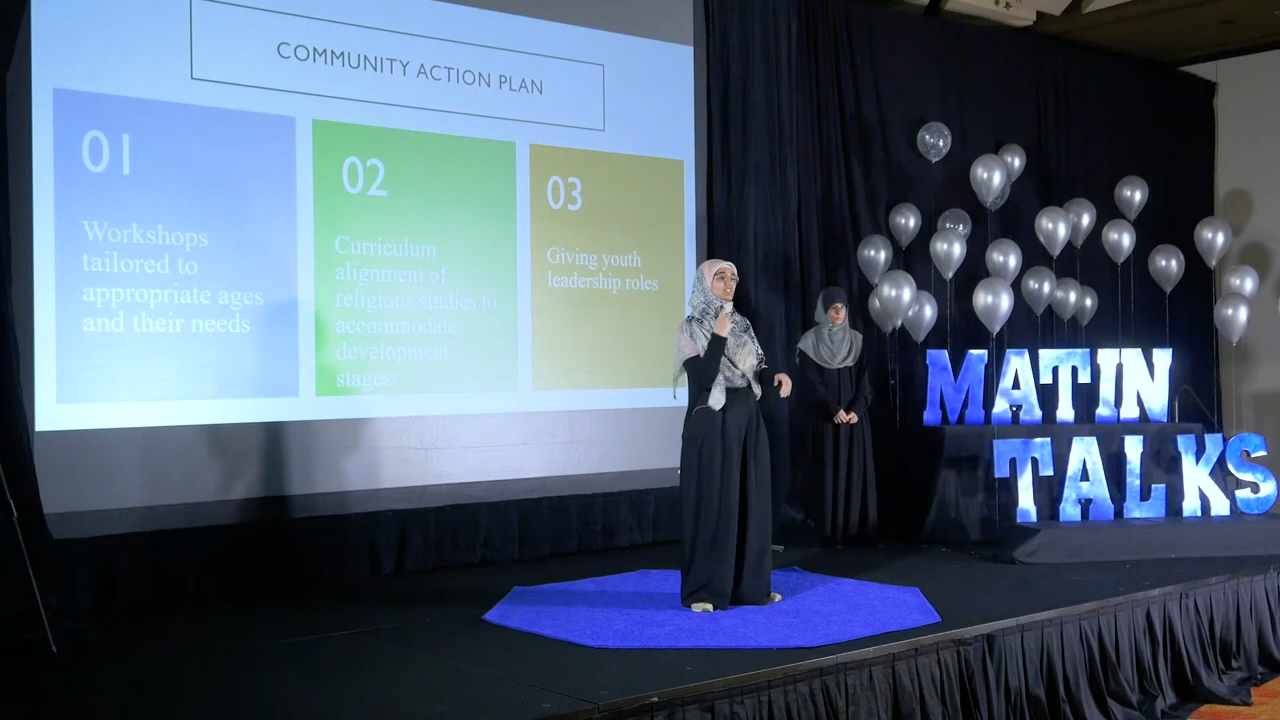 COMMUNITY ACTION PLAN
01
Workshops
tailored to
appropriate ages
and their needs
02
Curriculum
alignment of
religious studies to
accommodate
development
stages
03
Giving youth
leadership roles
MATIN
TALKS